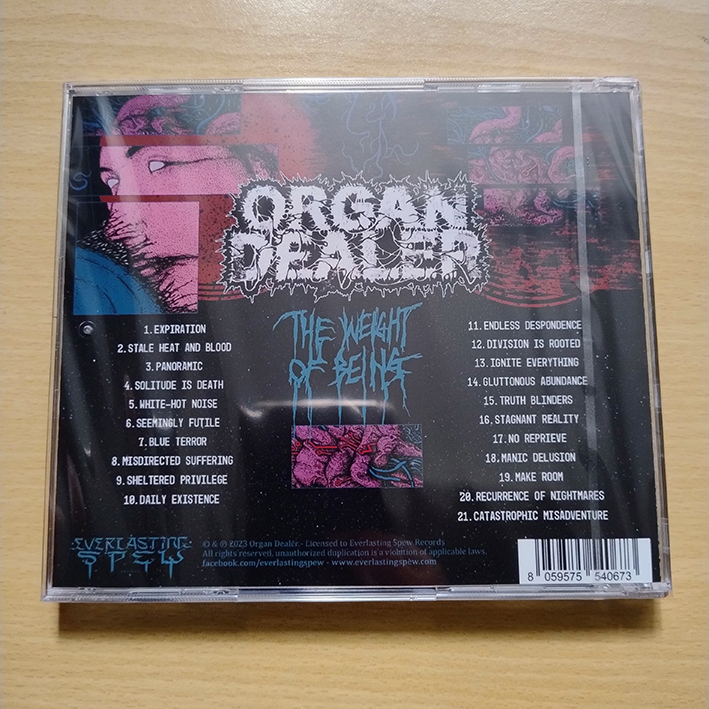 ORGAN
DEALER
THE WEIGHT
OF BEING
1.EXPIRATION
2.STALE HEAT AND BLOOD
3.PANORAMIC
4.SOLITUDE IS DEATH
5.WHITE-HOT NOISE
6.SEEMINGLY FUTILE
7.BLUE TERROR
8.MISDIRECTED SUFFERING
9.SHELTERED PRIVILEGE
10.DAILY EXISTENCE
11.ENDLESS DESPONDENCE
12.DIVISION IS ROOTED
13.IGNITE EVERYTHING
14.GLUTTONOUS ABUNDANCE
15.TRUTH BLINDERS
16.STAGNANT REALITY
17.NO REPRIEVE
18.MANIC DELUSION
19.MAKE ROOM
20.RECURRENCE OF NIGHTMARES
21.CATASTROPHIC MISADVENTURE
EVERLASTING
SPEW
© & ℗ 2023 Organ Dealer - Licensed to Everlasting Spew Records
All rights reserved, unauthorized duplication is a violation of applicable laws.
facebook.com/everlastingspew - www.everlastingspew.com
8 059575 540673